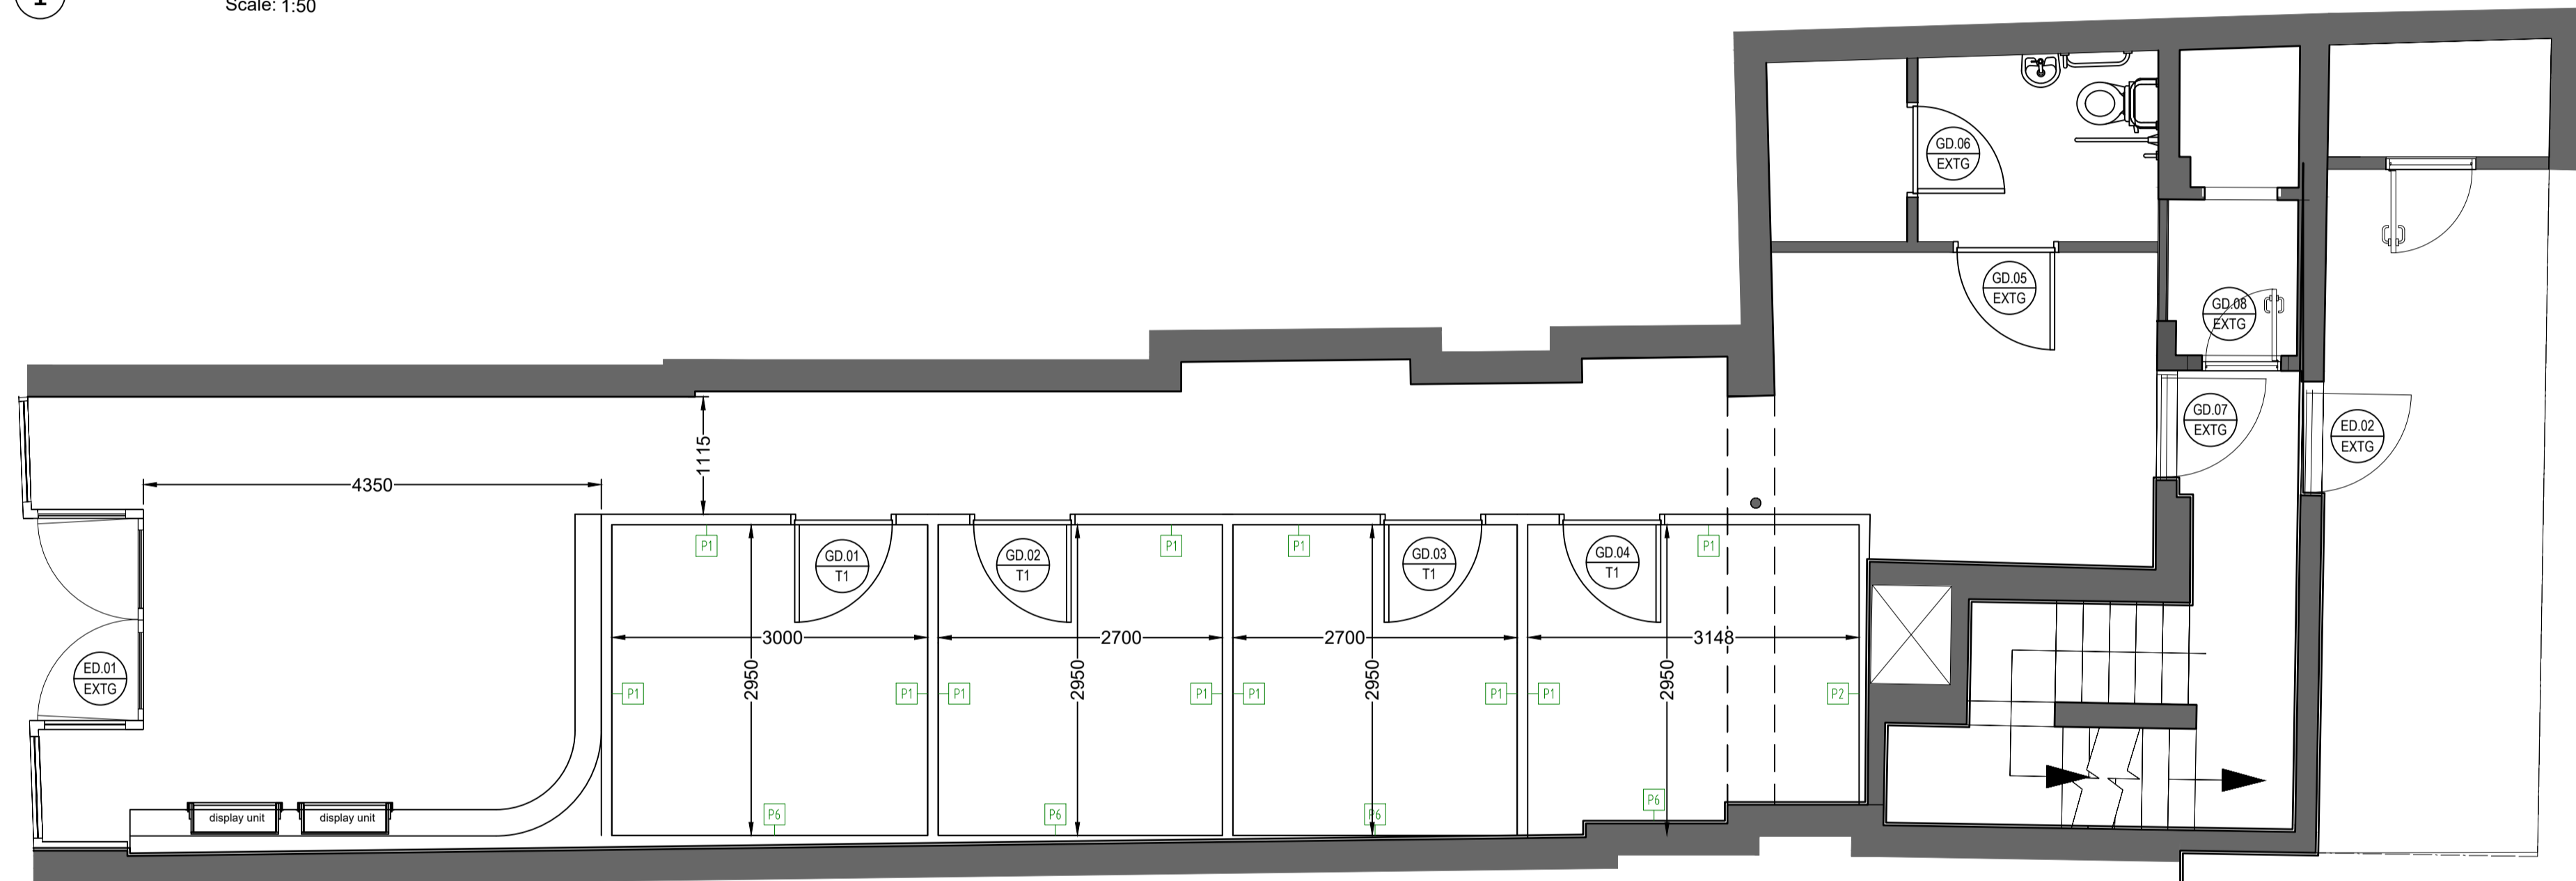 1
Scale: 1:50
GD.06
EXTG
GD.05
EXTG
GD.08
EXTG
GD.07
EXTG
ED.02
EXTG
1115
4350
P1
GD.01
T1
GD.02
T1
P1
P1
GD.03
T1
GD.04
T1
P1
3000
2700
2700
3148
2950
2950
2950
2950
ED.01
EXTG
P1
P1
P1
P1
P1
P1
P1
P2
P6
P6
P6
P6
display unit
display unit